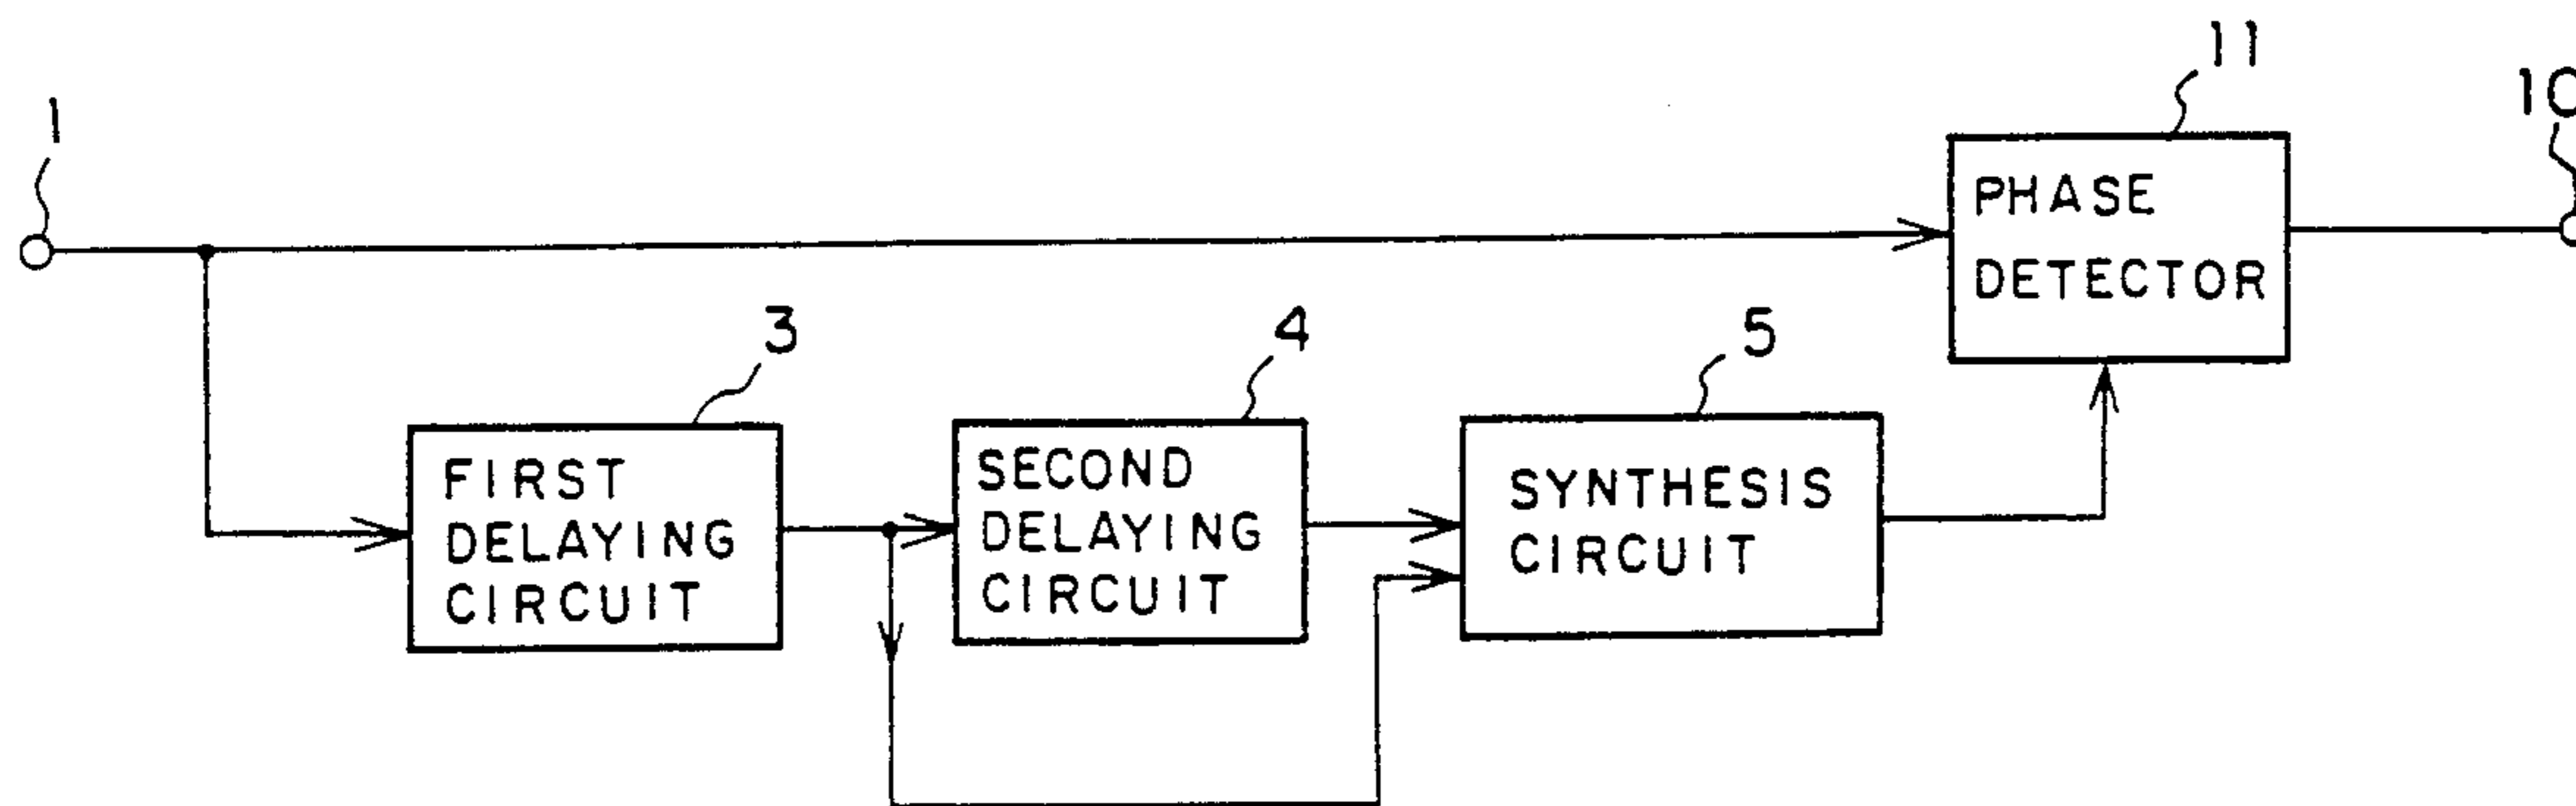 1
11
10
PHASE
DETECTOR
3
4
5
FIRST
DELAYING
CIRCUIT
SECOND
DELAYING
CIRCUIT
SYNTHESIS
CIRCUIT